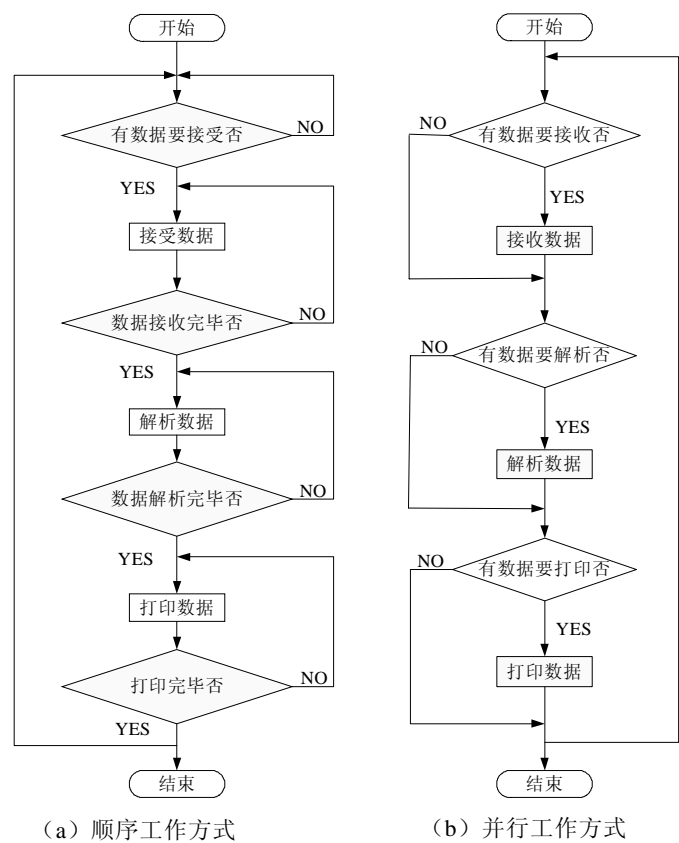 开始
有数据要接受否
NO
YES
接受数据
数据接收完毕否
NO
YES
解析数据
数据解析完毕否
NO
YES
打印数据
打印完毕否
NO
YES
结束
（a）顺序工作方式
开始
NO
有数据要接收否
YES
接收数据
NO
有数据要解析否
YES
解析数据
NO
有数据要打印否
YES
打印数据
结束
（b）并行工作方式